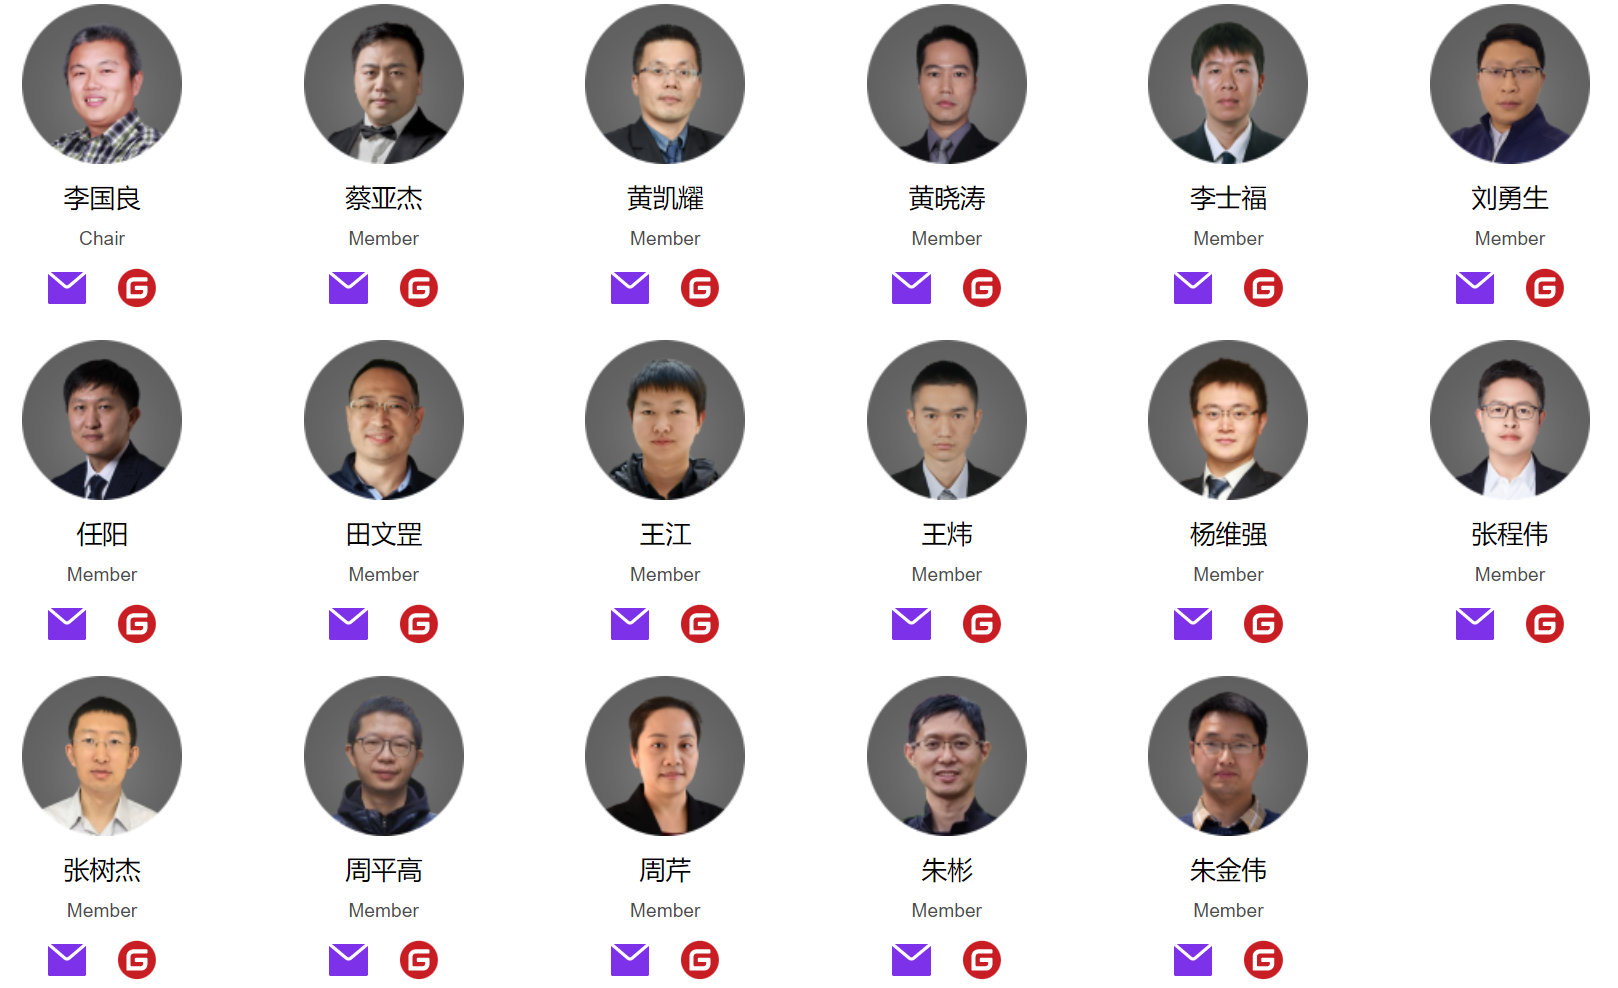 李国良
蔡亚杰
黄凯耀
黄晓涛
李士福
刘勇生
Chair
Member
Member
Member
Member
Member
任阳
田文罡
王江
王炜
杨维强
张程伟
Member
Member
Member
Member
Member
Member
张树杰
周平高
周芹
朱彬
朱金伟
Member
Member
Member
Member
Member